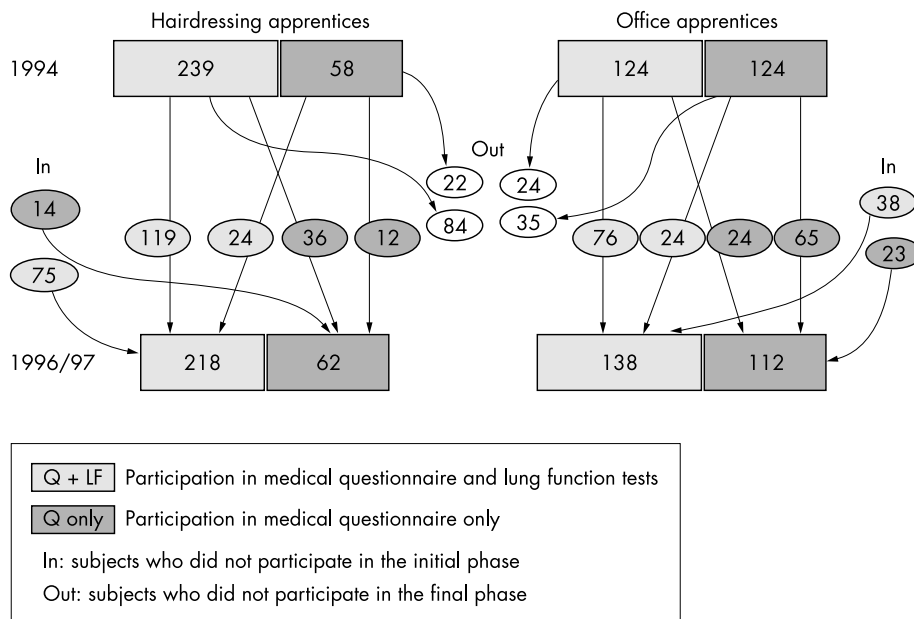 Hairdressing apprentices Office apprentices
1994 239 58 124 124
Out
In In
22 24
14 38
84 35
119 24 36 12 76 24 24 65
23
75
1996/97 218 62 138 112
Q + LF Participation in medical questionnaire and lung function tests
Q only Participation in medical questionnaire only
In: subjects who did not participate in the initial phase
Out: subjects who did not participate in the final phase